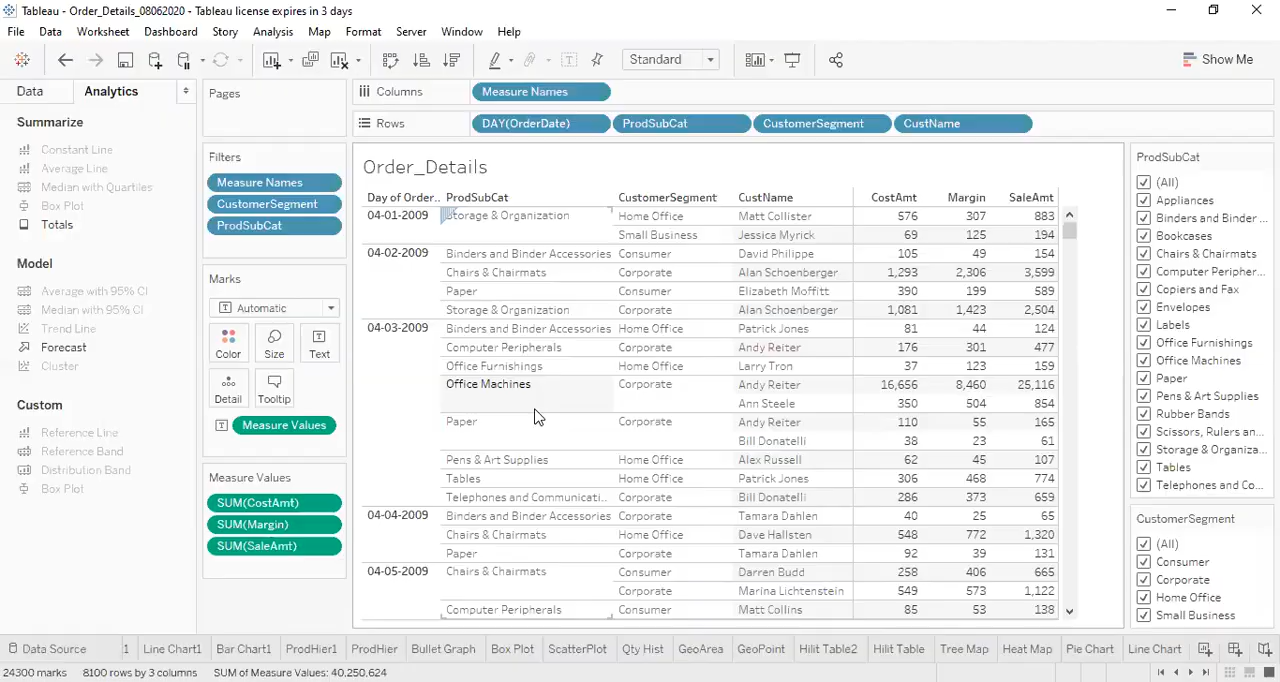 Tableau - Order_Details_08062020 - Tableau license expires in 3 days
File Data Worksheet Dashboard Story Analysis Map Format Server Window Help
Standard Show Me
Data Analytics
Summarize
Constant Line
Average Line
Median with Quartiles
Box Plot
Totals
Model
Average with 95% CI
Median with 95% CI
Trend Line
Forecast
Cluster
Custom
Reference Line
Reference Band
Distribution Band
Box Plot
Pages
Filters
Measure Names
CustomerSegment
ProdSubCat
Marks
Automatic
Color Size Text
Detail Tooltip
Measure Values
Measure Values
SUM(CostAmt)
SUM(Margin)
SUM(SaleAmt)
Columns Measure Names
Rows DAY(OrderDate) ProdSubCat CustomerSegment CustName
Order_Details
Day of Order.. ProdSubCat CustomerSegment CustName CostAmt Margin SaleAmt
04-01-2009 Storage & Organization Home Office Matt Collister 576 307 883
Small Business Jessica Myrick 69 125 194
04-02-2009 Binders and Binder Accessories Consumer David Philippe 105 49 154
Chairs & Chairmats Corporate Alan Schoenberger 1,293 2,306 3,599
Paper Consumer Elizabeth Moffitt 390 199 589
Storage & Organization Corporate Alan Schoenberger 1,081 1,423 2,504
04-03-2009 Binders and Binder Accessories Home Office Patrick Jones 81 44 124
Computer Peripherals Corporate Andy Reiter 176 301 477
Office Furnishings Home Office Larry Tron 37 123 159
Office Machines Corporate Andy Reiter 16,656 8,460 25,116
Ann Steele 350 504 854
Paper Corporate Andy Reiter 110 55 165
Bill Donatelli 38 23 61
Pens & Art Supplies Home Office Alex Russell 62 45 107
Tables Home Office Patrick Jones 306 468 774
Telephones and Communicati.. Corporate Bill Donatelli 286 373 659
04-04-2009 Binders and Binder Accessories Corporate Tamara Dahlen 40 25 65
Chairs & Chairmats Corporate Dave Hallsten 548 772 1,320
Paper Corporate Tamara Dahlen 92 39 131
04-05-2009 Chairs & Chairmats Consumer Darren Budd 258 406 665
Corporate Marina Lichtenstein 549 573 1,122
Computer Peripherals Consumer Matt Collins 85 53 138
ProdSubCat
(All)
Appliances
Binders and Binder ...
Bookcases
Chairs & Chairmats
Computer Peripher...
Copiers and Fax
Envelopes
Labels
Office Furnishings
Office Machines
Paper
Pens & Art Supplies
Rubber Bands
Scissors, Rulers an...
Storage & Organiza...
Tables
Telephones and Co...
CustomerSegment
(All)
Consumer
Corporate
Home Office
Small Business
Data Source 1 Line Chart1 Bar Chart1 ProdHier1 ProdHier Bullet Graph Box Plot ScatterPlot Qty Hist GeoArea GeoPoint Hilit Table2 Hilit Table Tree Map Heat Map Pie Chart Line Chart
24300 marks 8100 rows by 3 columns SUM of Measure Values: 40,250,624